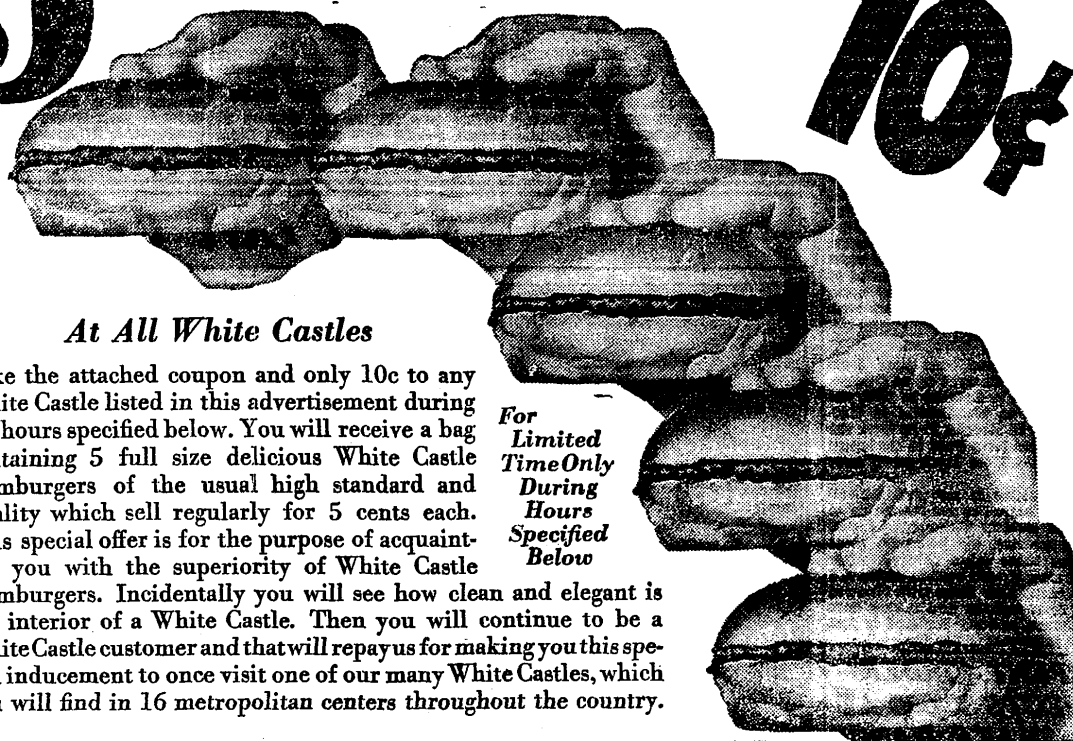 10¢
At All White Castles
ke the attached coupon and only 10c to any
ite Castle listed in this advertisement during
hours specified below. You will receive a bag
taining 5 full size delicious White Castle
mburgers of the usual high standard and
lity which sell regularly for 5 cents each.
s special offer is for the purpose of acquaint-
you with the superiority of White Castle
mburgers. Incidentally you will see how clean and elegant is
interior of a White Castle. Then you will continue to be a
ite Castle customer and that will repay us for making you this spe-
inducement to once visit one of our many White Castles, which
will find in 16 metropolitan centers throughout the country.
For
Limited
Time Only
During
Hours
Specified
Below